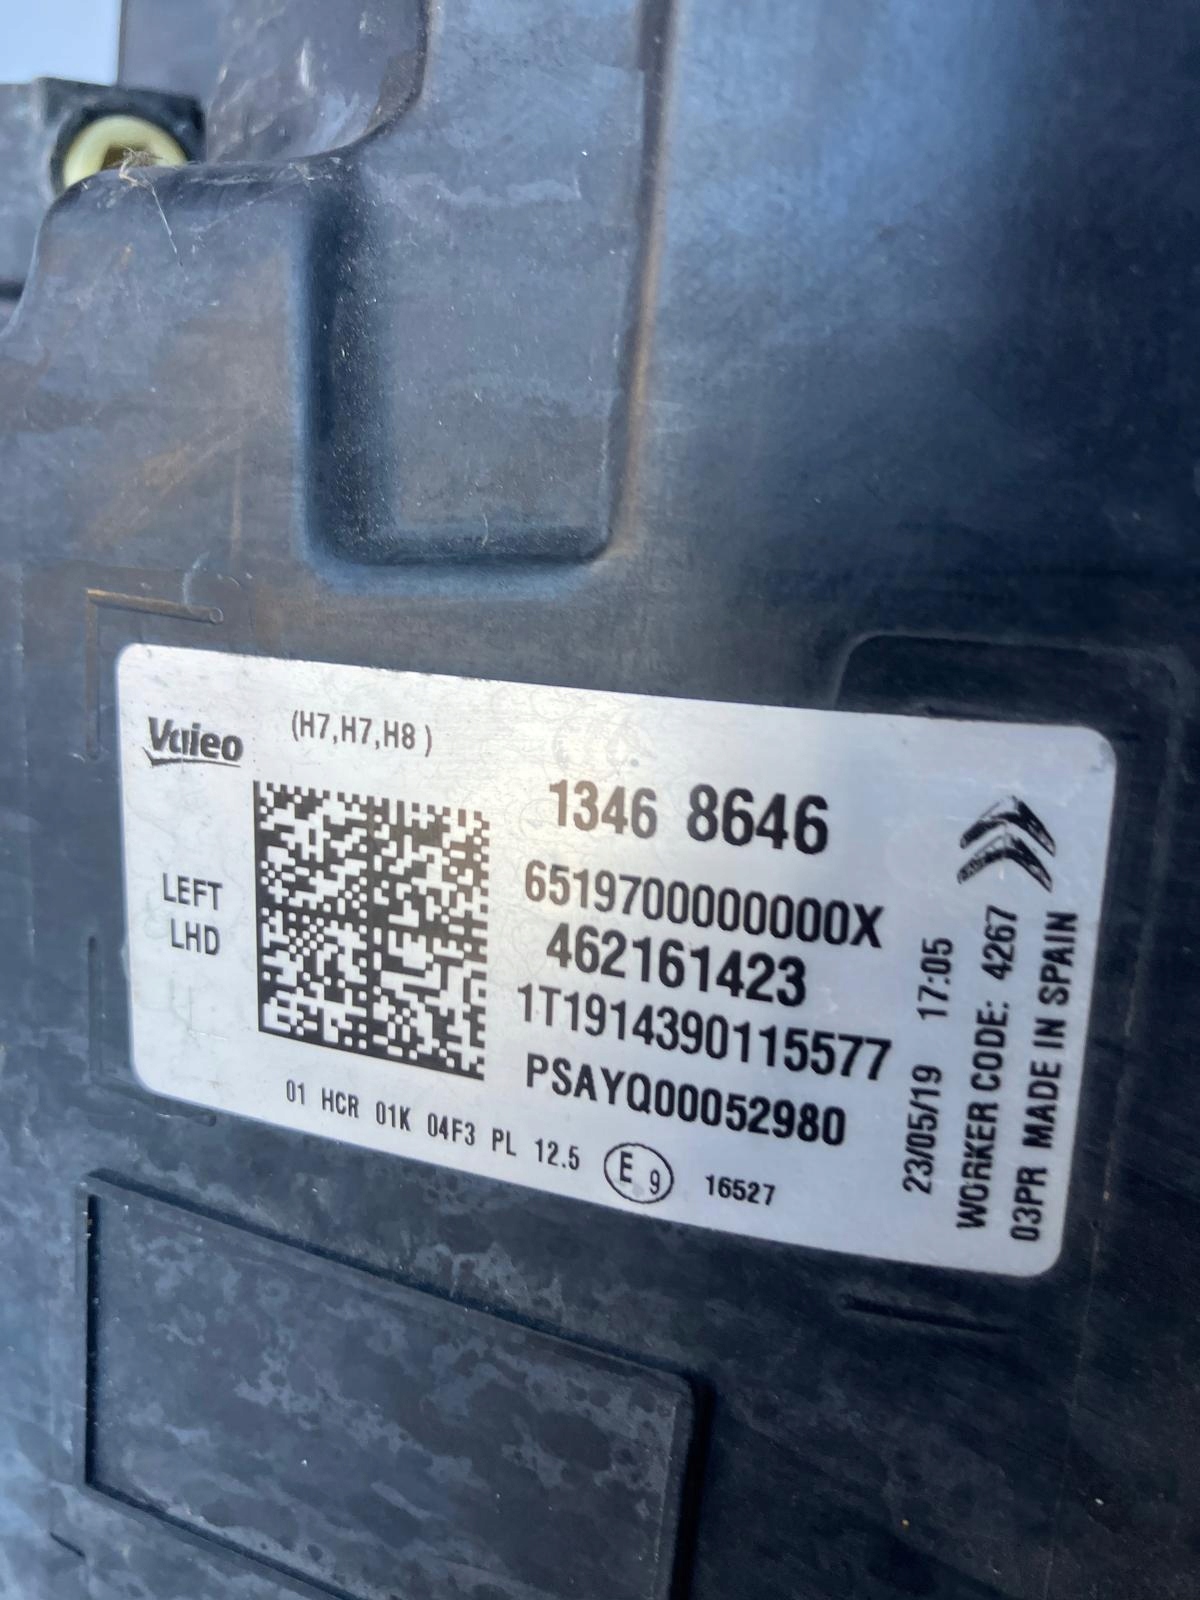 Valeo
(H7,H7,H8 )
LEFT
LHD
1346 8646
6519700000000X
462161423
1T1914390115577
PSAYQ00052980
01 HCR 01K 04F3 PL 12.5
E 9
16527
23/05/19 17:05
WORKER CODE: 4267
03PR MADE IN SPAIN